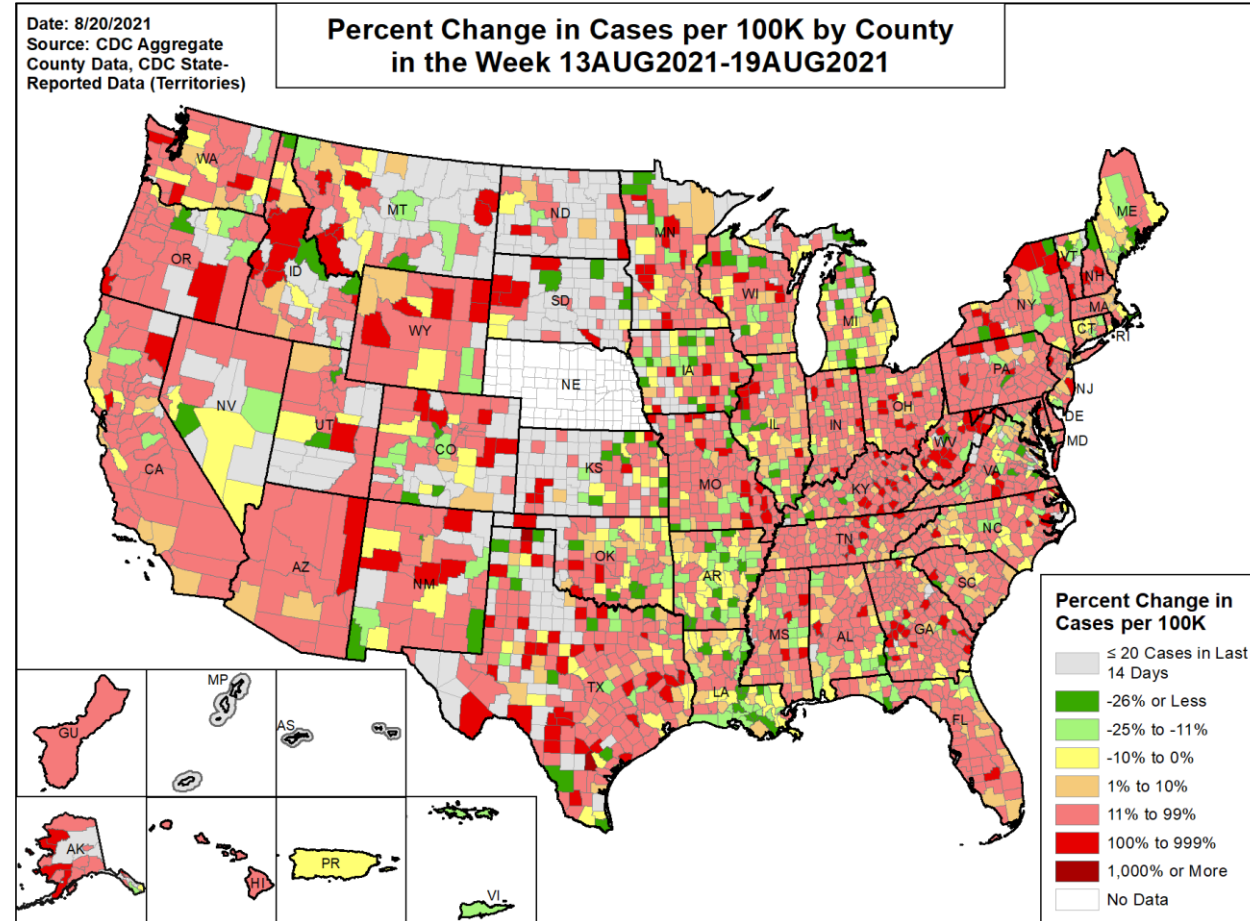 Date: 8/20/2021
Source: CDC Aggregate
County Data, CDC State-
Reported Data (Territories)
Percent Change in Cases per 100K by County
in the Week 13AUG2021-19AUG2021
WA
MT
ND
MN
ME
OR
ID
SD
WI
MI
VT
NH
NY
MA
CT
RI
WY
NE
IA
PA
NJ
NV
UT
CO
KS
IL
IN
OH
DE
MD
WV
VA
CA
MO
KY
AZ
NM
OK
AR
TN
NC
SC
MS
AL
GA
TX
LA
FL
GU
MP
AS
AK
HI
PR
VI
Percent Change in
Cases per 100K
≤ 20 Cases in Last
14 Days
-26% or Less
-25% to -11%
-10% to 0%
1% to 10%
11% to 99%
100% to 999%
1,000% or More
No Data